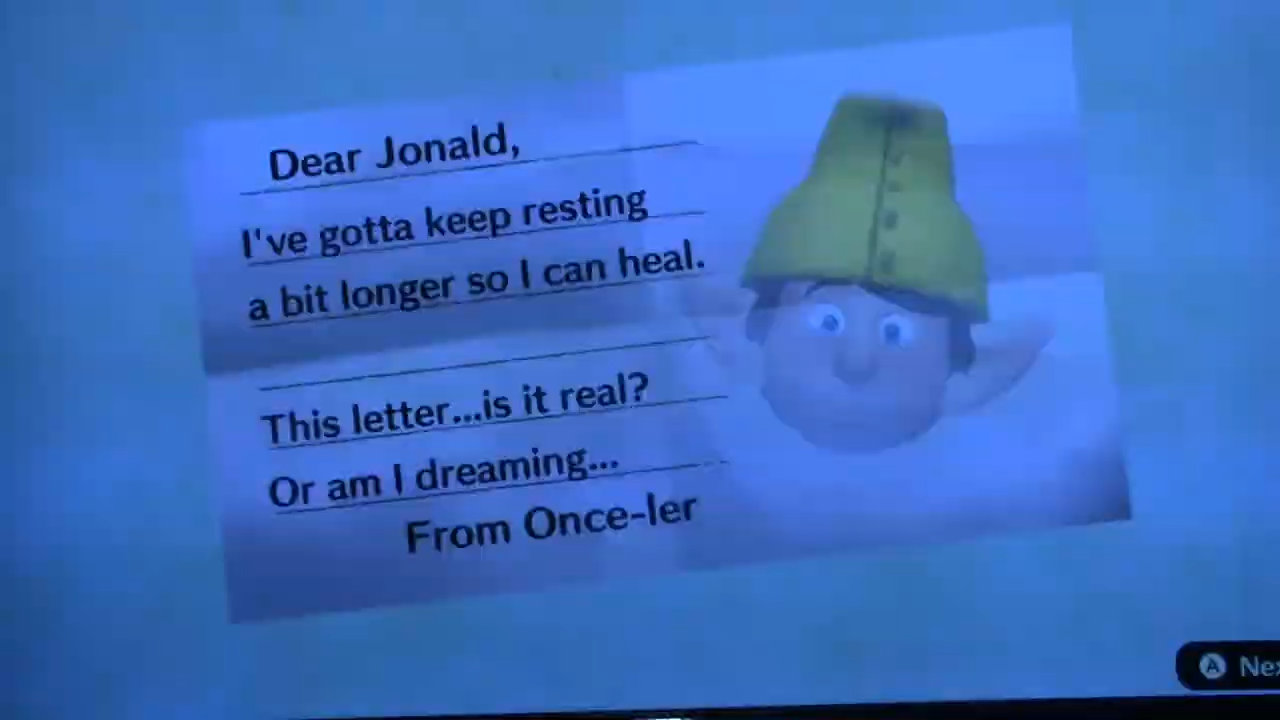 Dear Jonald,
I've gotta keep resting
a bit longer so I can heal.
This letter...is it real?
Or am I dreaming...
From Once-ler
A